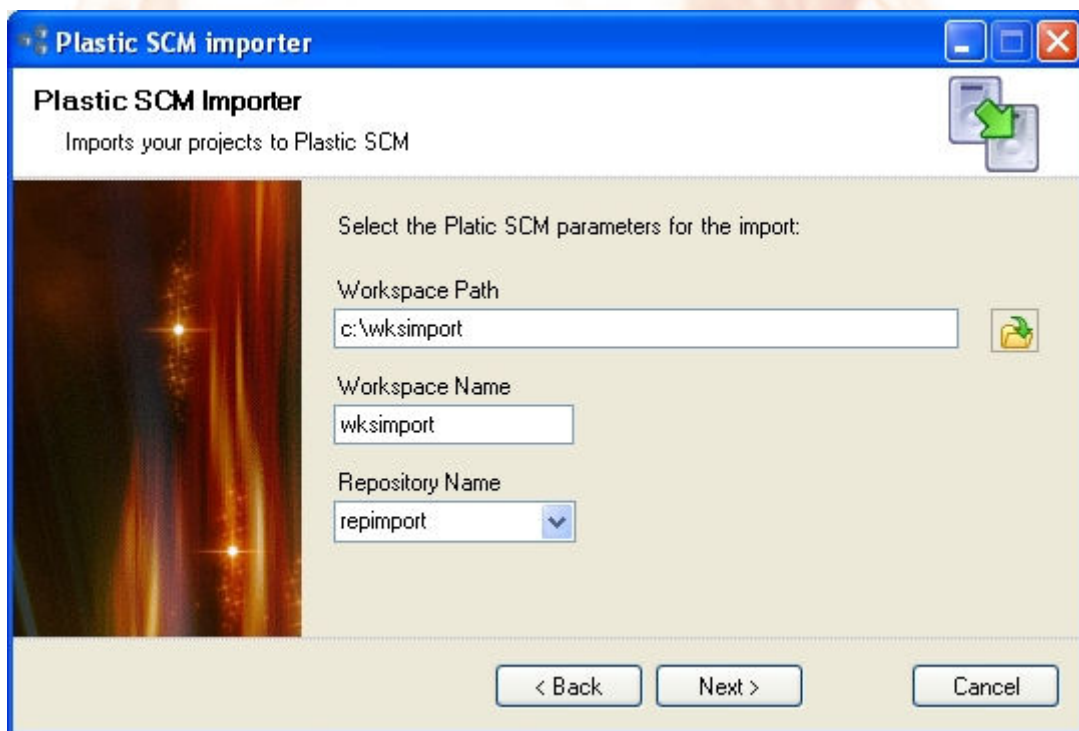 Plastic SCM importer
Plastic SCM Importer
Imports your projects to Plastic SCM
Select the Platic SCM parameters for the import:
Workspace Path
c:\wksimport
Workspace Name
wksimport
Repository Name
repimport
< Back Next > Cancel